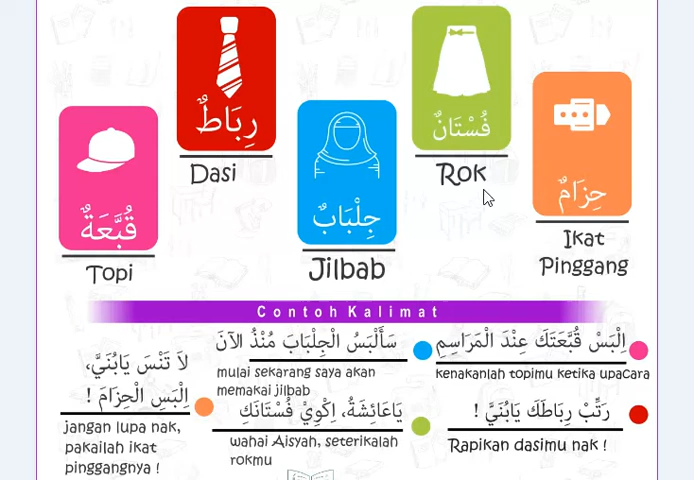 رِبَاطٌ
Dasi
فُسْتَانٌ
Rok
قُبَّعَةٌ
Topi
جِلْبَابٌ
Jilbab
حِزَامٌ
Ikat
Pinggang
Contoh Kalimat
اِلْبَسْ قُبَّعَتَكَ عِنْدَ الْمَرَاسِمِ
kenakanlah topimu ketika upacara
سَأَلْبَسُ الْجِلْبَابَ مُنْذُ الآنَ
mulai sekarang saya akan
memakai jilbab
لاَ تَنْسَ يَابُنَيَّ،
اِلْبَسِ الْحِزَامَ !
jangan lupa nak,
pakailah ikat
pinggangnya !
رَتِّبْ رِبَاطَكَ يَابُنَيَّ !
Rapikan dasimu nak !
يَاعَائِشَةُ، اِكْوِيْ فُسْتَانَكِ
wahai Aisyah, seterikalah
rokmu